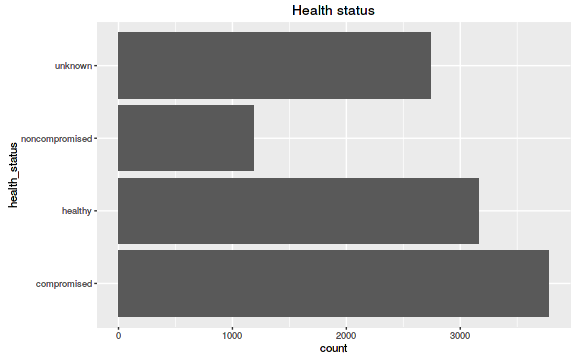 Health status
health_status
unknown
noncompromised
healthy
compromised
0 1000 2000 3000
count